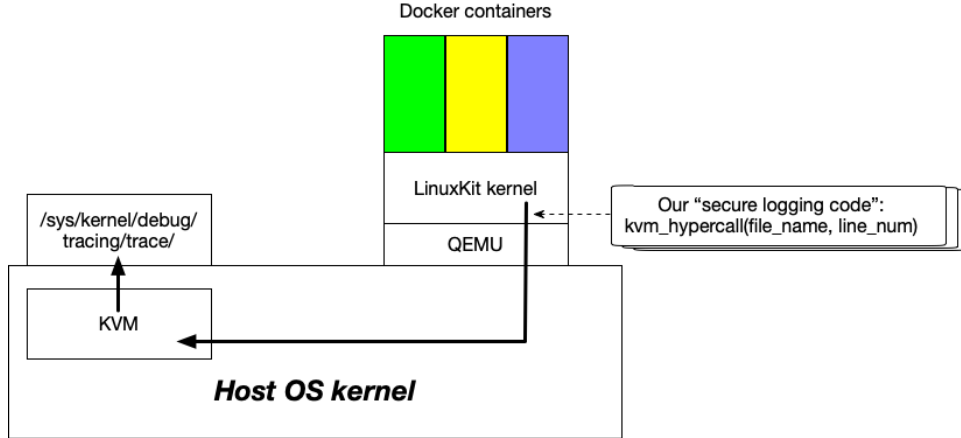 Docker containers
LinuxKit kernel
QEMU
Our “secure logging code”:
kvm_hypercall(file_name, line_num)
/sys/kernel/debug/
tracing/trace/
KVM
Host OS kernel